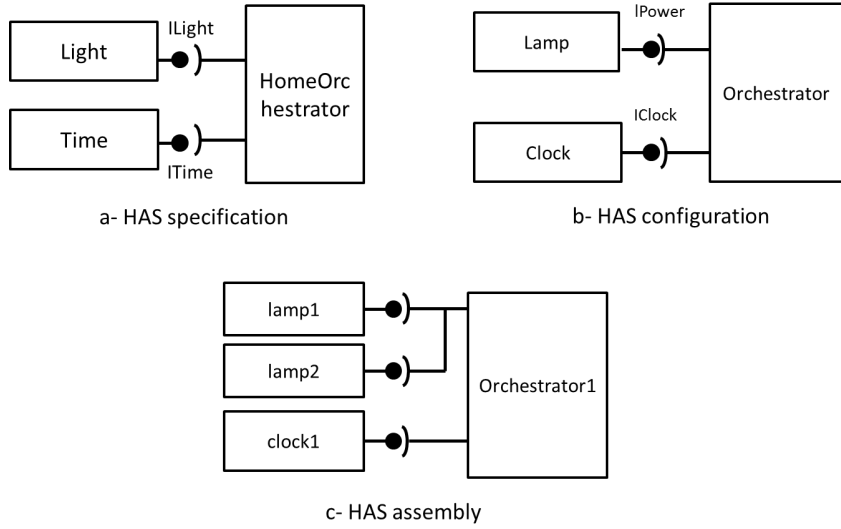 ILight
Light
HomeOrc
hestrator
Time
ITime
a- HAS specification
IPower
Lamp
Orchestrator
IClock
Clock
b- HAS configuration
lamp1
lamp2
Orchestrator1
clock1
c- HAS assembly